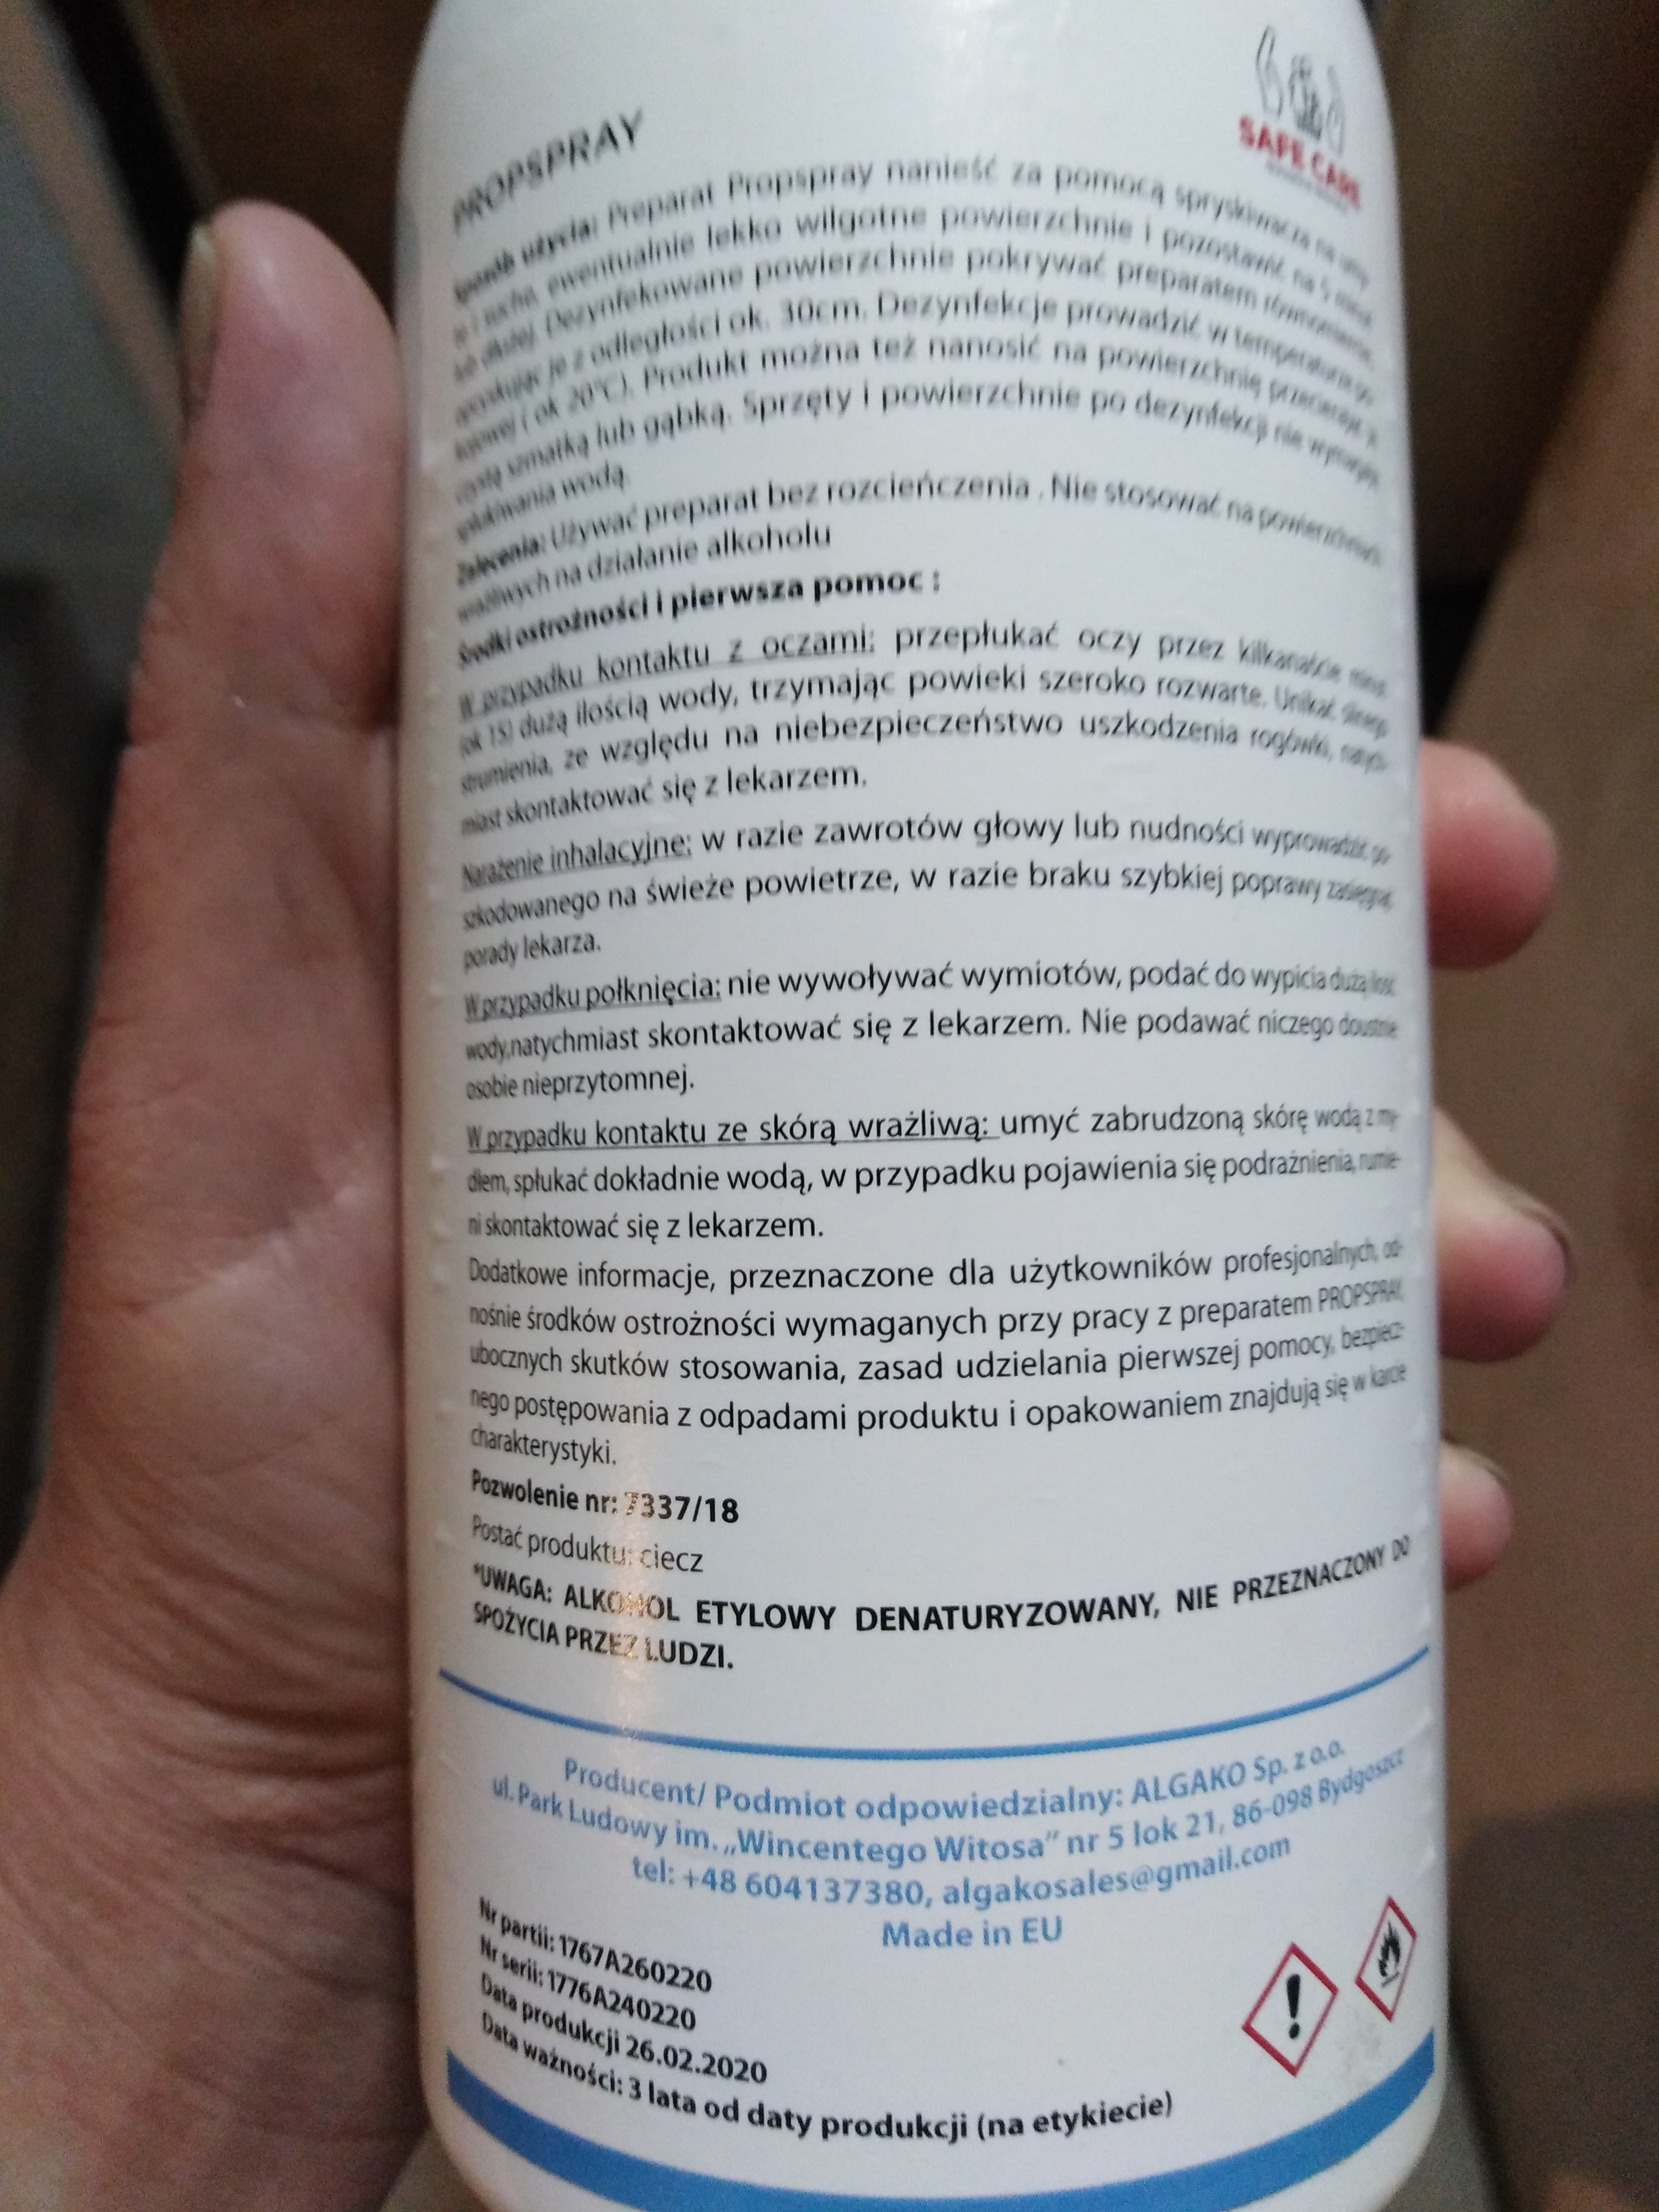 SAFE CARE
PROPSPRAY
Sposób użycia: Preparat Propspray nanieść za pomocą spryskiwacza na
i suche, ewentualnie lekko wilgotne powierzchnie i pozostawić na 5 minut
lub dłużej. Dezynfekowane powierzchnie pokrywać preparatem równomiernie,
spryskując je z odległości ok. 30cm. Dezynfekcje prowadzić w temperaturze po-
kojowej ( ok 20°C). Produkt można też nanosić na powierzchnię przecierając ją
czystą szmatką lub gąbką. Sprzęty i powierzchnie po dezynfekcji nie wymagają
spłukiwania wodą.
Zalecenia: Używać preparat bez rozcieńczenia . Nie stosować na powierzchniach
wrażliwych na działanie alkoholu
Środki ostrożności i pierwsza pomoc :
W przypadku kontaktu z oczami: przepłukać oczy przez kilkanaście minut
(ok 15) dużą ilością wody, trzymając powieki szeroko rozwarte. Unikać silnego
strumienia, ze względu na niebezpieczeństwo uszkodzenia rogówki, natych-
miast skontaktować się z lekarzem.
Narażenie inhalacyjne: w razie zawrotów głowy lub nudności wyprowadzić po-
szkodowanego na świeże powietrze, w razie braku szybkiej poprawy zasięgnąć
porady lekarza.
W przypadku połknięcia: nie wywoływać wymiotów, podać do wypicia dużą ilość
wody,natychmiast skontaktować się z lekarzem. Nie podawać niczego doustnie
osobie nieprzytomnej.
W przypadku kontaktu ze skórą wrażliwą: umyć zabrudzoną skórę wodą z my-
dłem, spłukać dokładnie wodą, w przypadku pojawienia się podrażnienia, rumie-
ni skontaktować się z lekarzem.
Dodatkowe informacje, przeznaczone dla użytkowników profesjonalnych, od-
nośnie środków ostrożności wymaganych przy pracy z preparatem PROPSPRAY,
ubocznych skutków stosowania, zasad udzielania pierwszej pomocy, bezpiecz-
nego postępowania z odpadami produktu i opakowaniem znajdują się w karcie
charakterystyki.
Pozwolenie nr: 7337/18
Postać produktu: ciecz
*UWAGA: ALKOHOL ETYLOWY DENATURYZOWANY, NIE PRZEZNACZONY DO
SPOŻYCIA PRZEZ LUDZI.
Producent/ Podmiot odpowiedzialny: ALGAKO Sp. z o.o.
ul. Park Ludowy im. „Wincentego Witosa” nr 5 lok 21, 86-098 Bydgoszcz
tel: +48 604137380, algakosales@gmail.com
Made in EU
Nr partii: 1767A260220
Nr serii: 1776A240220
Data produkcji 26.02.2020
Data ważności: 3 lata od daty produkcji (na etykiecie)